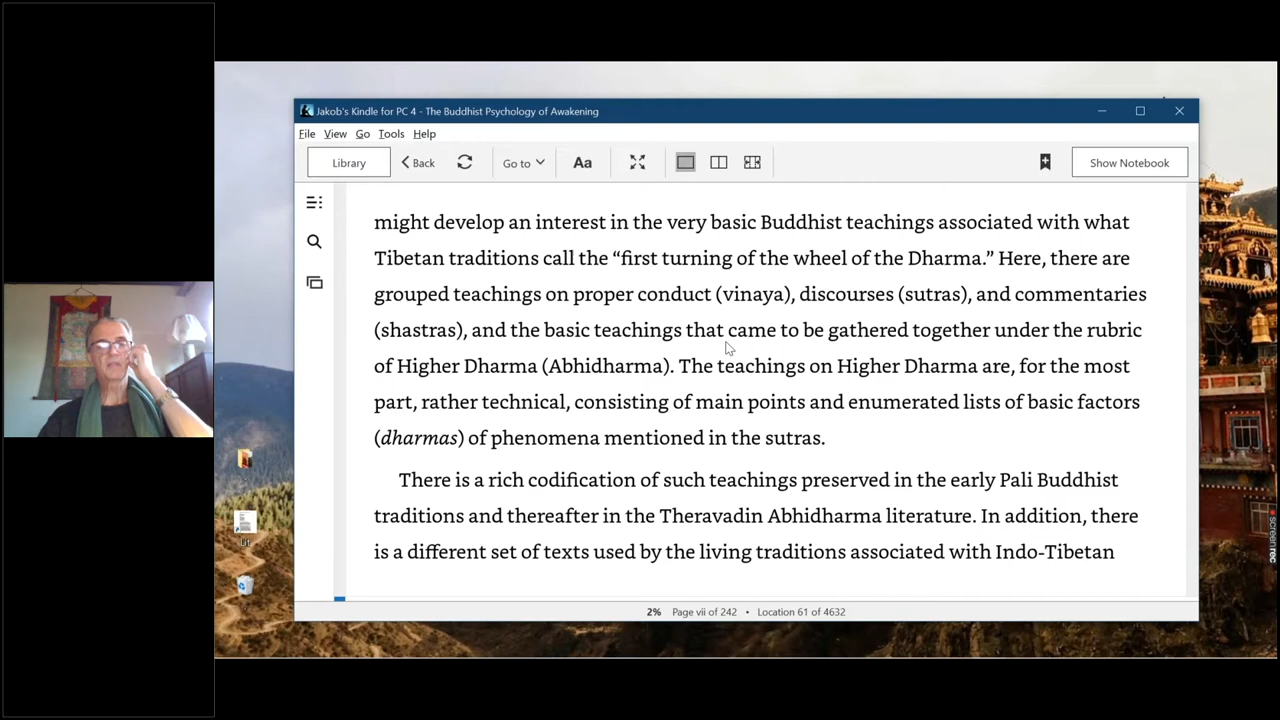 Jakob's Kindle for PC 4 - The Buddhist Psychology of Awakening
File View Go Tools Help
Library Back Go to Aa Show Notebook
might develop an interest in the very basic Buddhist teachings associated with what
Tibetan traditions call the “first turning of the wheel of the Dharma.” Here, there are
grouped teachings on proper conduct (vinaya), discourses (sutras), and commentaries
(shastras), and the basic teachings that came to be gathered together under the rubric
of Higher Dharma (Abhidharma). The teachings on Higher Dharma are, for the most
part, rather technical, consisting of main points and enumerated lists of basic factors
(dharmas) of phenomena mentioned in the sutras.
There is a rich codification of such teachings preserved in the early Pali Buddhist
traditions and thereafter in the Theravadin Abhidharma literature. In addition, there
is a different set of texts used by the living traditions associated with Indo-Tibetan
2% Page vii of 242 • Location 61 of 4632
Lit
screenrec